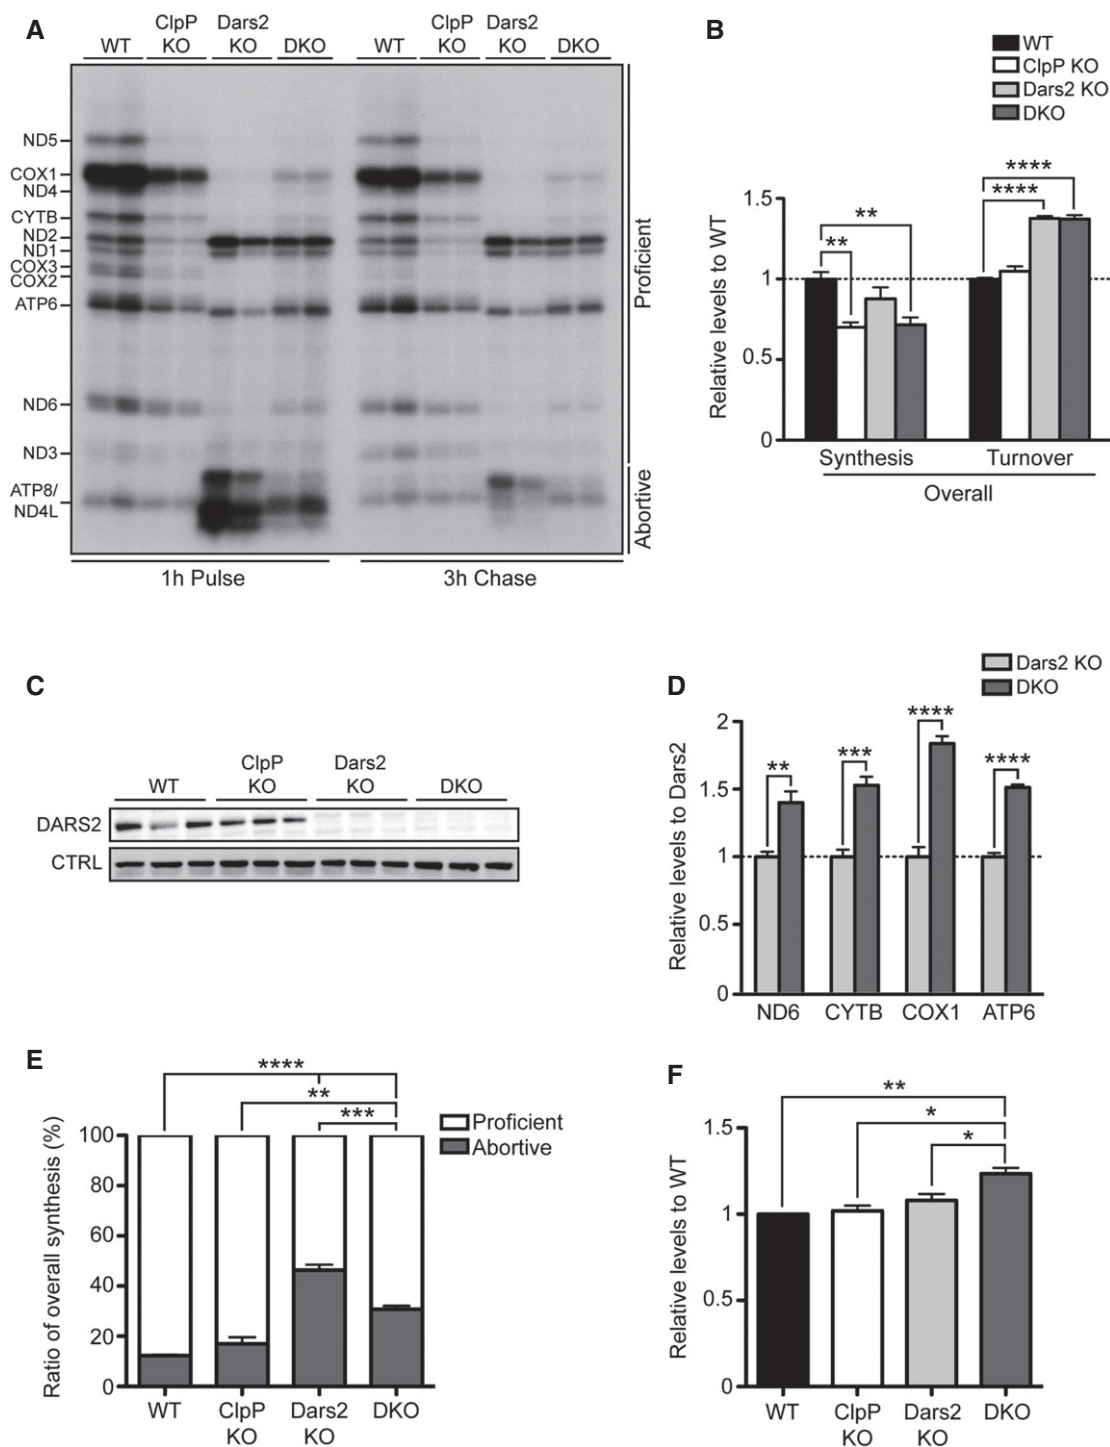 A
WT
ClpP
KO
Dars2
KO
DKO
WT
ClpP
KO
Dars2
KO
DKO
ND5
COX1
ND4
CYTB
ND2
ND1
COX3
COX2
ATP6
ND6
ND3
ATP8/
ND4L
Proficient
Abortive
1h Pulse
3h Chase
B
WT
ClpP KO
Dars2 KO
DKO
Relative levels to WT
1.5
1
0.5
0
**
**
****
****
Synthesis
Turnover
Overall
C
WT
ClpP
KO
Dars2
KO
DKO
DARS2
CTRL
D
Dars2 KO
DKO
Relative levels to Dars2
2
1.5
1
0.5
0
**
***
****
****
ND6
CYTB
COX1
ATP6
E
****
**
***
Proficient
Abortive
Ratio of overall synthesis (%)
100
80
60
40
20
0
WT
ClpP
KO
Dars2
KO
DKO
F
**
*
*
Relative levels to WT
1.5
1
0.5
0
WT
ClpP
KO
Dars2
KO
DKO